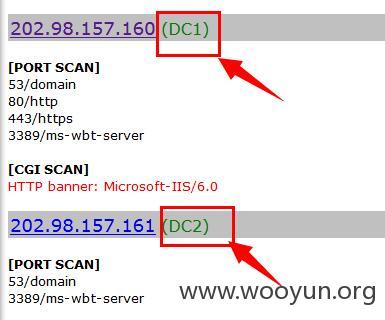 202.98.157.160 (DC1)
[PORT SCAN]
53/domain
80/http
443/https
3389/ms-wbt-server
[CGI SCAN]
HTTP banner: Microsoft-IIS/6.0
202.98.157.161 (DC2)
[PORT SCAN]
53/domain
3389/ms-wbt-server
www.wooyun.org